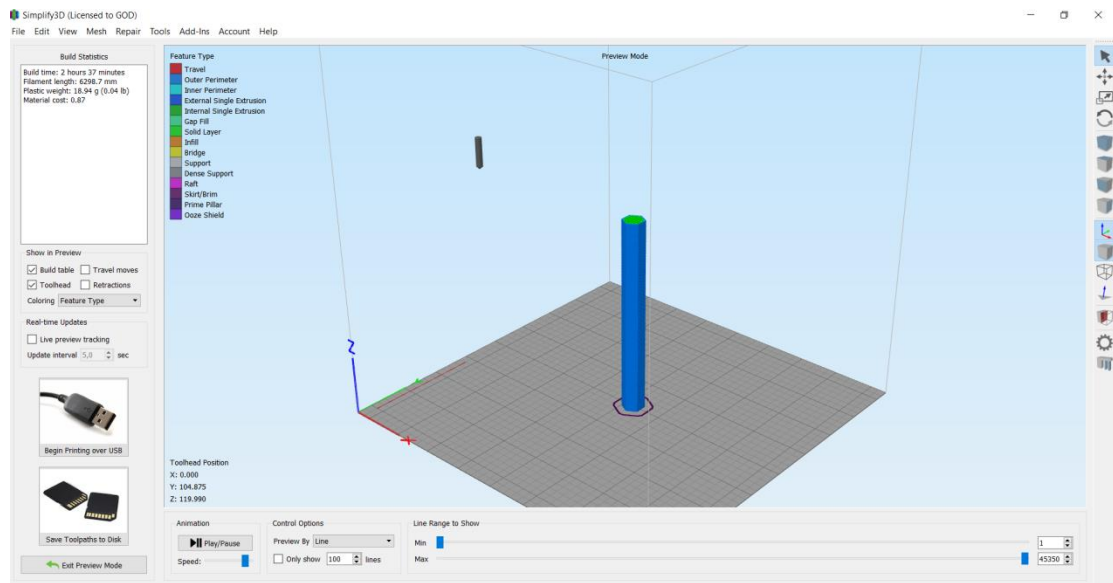 Simplify3D (Licensed to GOD)
File Edit View Mesh Repair Tools Add-Ins Account Help
Build Statistics
Build time: 2 hours 37 minutes
Filament length: 6298.7 mm
Plastic weight: 18.94 g (0.04 lb)
Material cost: 0.87
Show in Preview
Build table Travel moves
Toolhead Retractions
Coloring Feature Type
Real-time Updates
Live preview tracking
Update interval 5,0 sec
Begin Printing over USB
Save Toolpaths to Disk
Exit Preview Mode
Feature Type
Travel
Outer Perimeter
Inner Perimeter
External Single Extrusion
Internal Single Extrusion
Gap Fill
Solid Layer
Infill
Bridge
Support
Dense Support
Raft
Skirt/Brim
Prime Pillar
Ooze Shield
Preview Mode
Z
X
Toolhead Position
X: 0.000
Y: 104.875
Z: 119.990
Animation
Play/Pause
Speed:
Control Options
Preview By Line
Only show 100 lines
Line Range to Show
Min 1
Max 45350